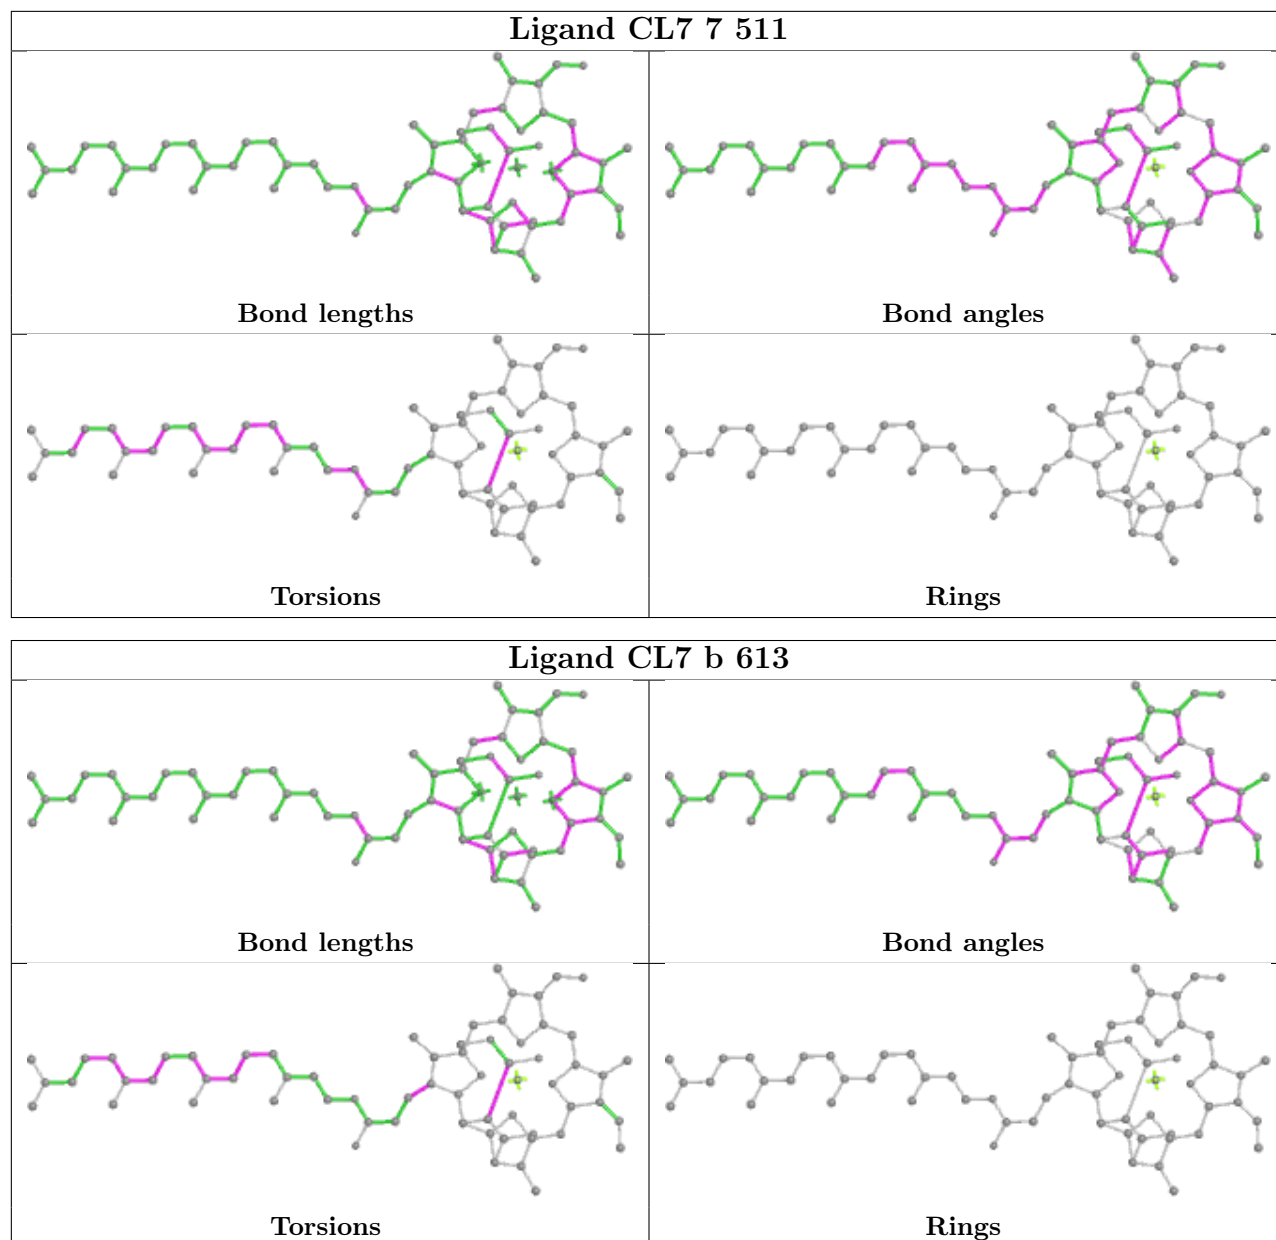 Ligand CL7 7 511
Bond lengths
Bond angles
Torsions
Rings
Ligand CL7 b 613
Bond lengths
Bond angles
Torsions
Rings